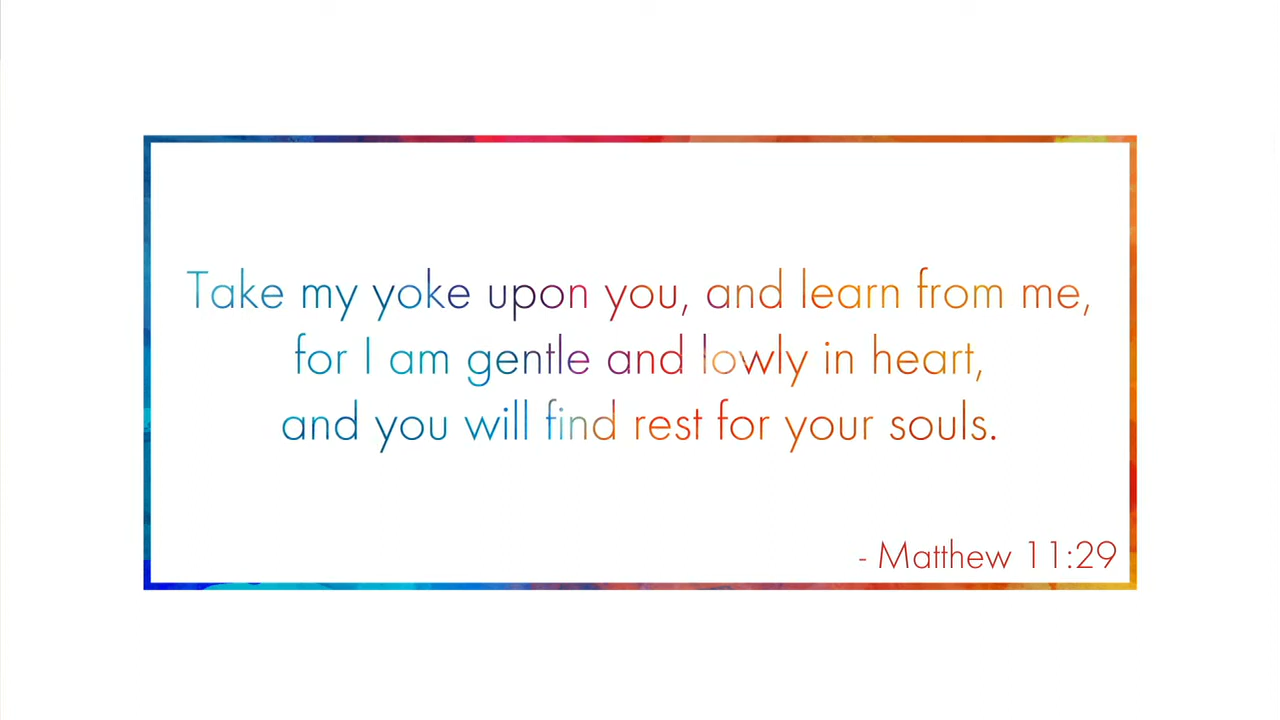 Take my yoke upon you, and learn from me,
for I am gentle and lowly in heart,
and you will find rest for your souls.
- Matthew 11:29